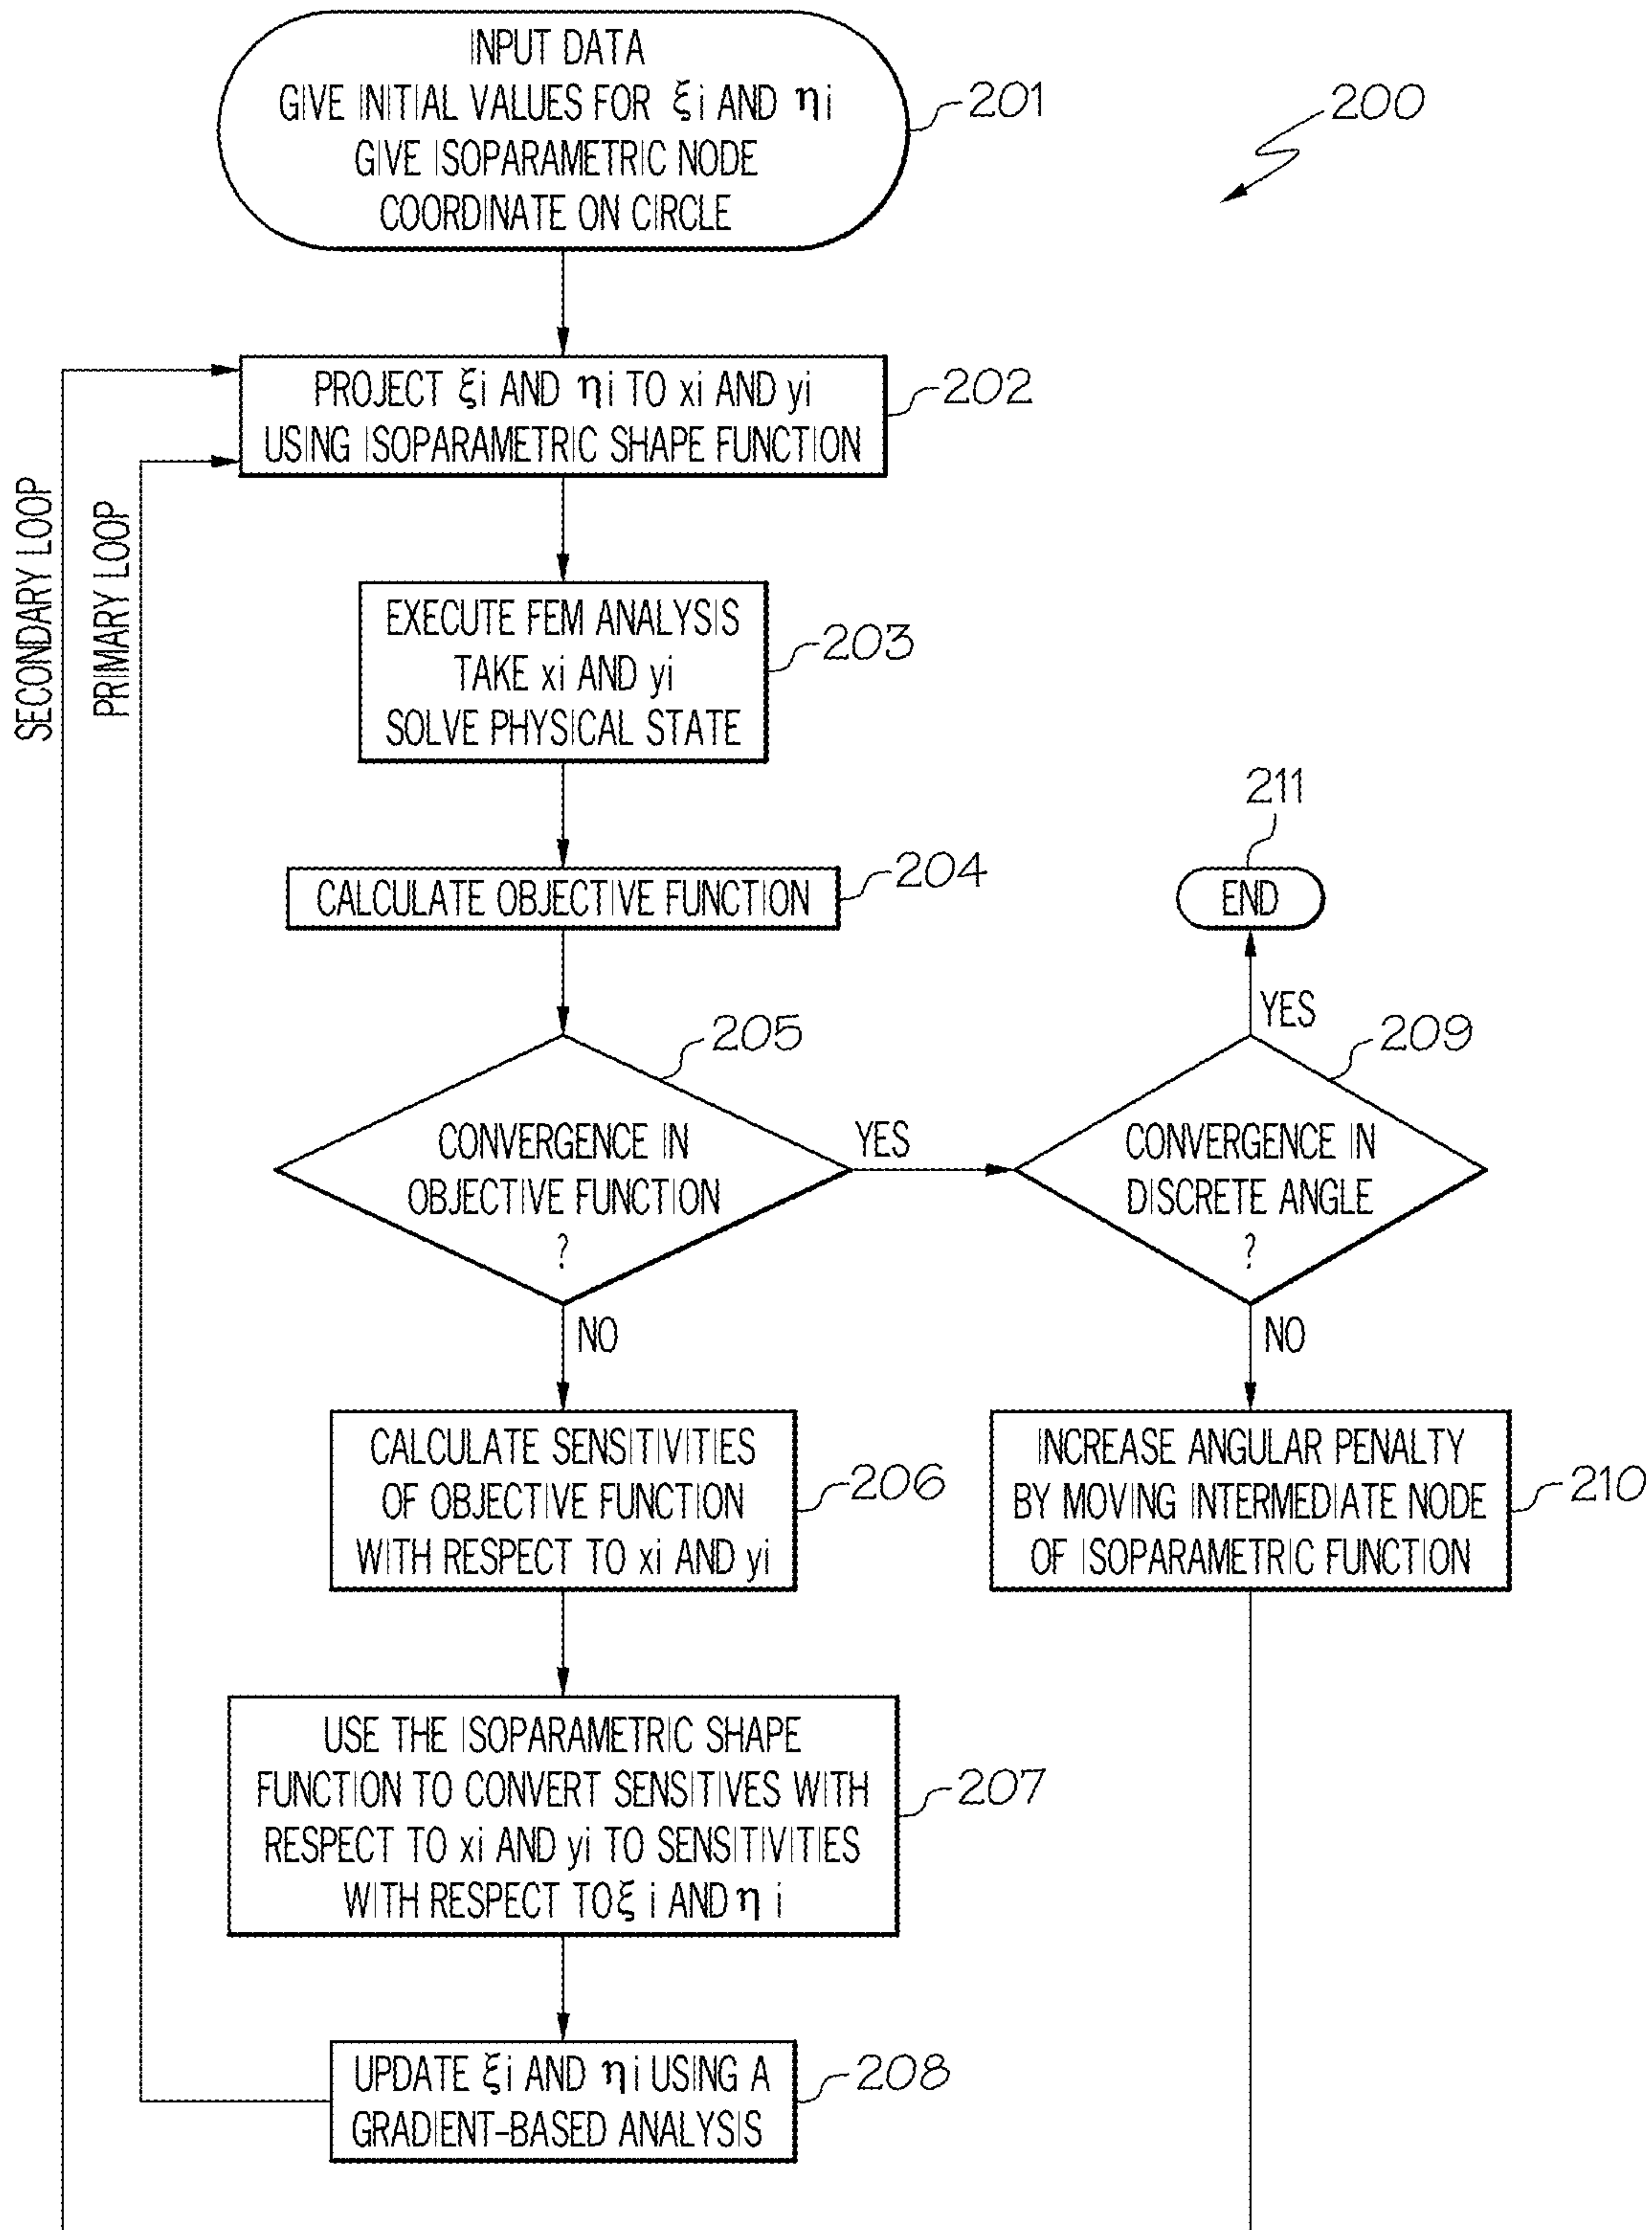 INPUT DATA
GIVE INITIAL VALUES FOR ξi AND ηi
GIVE ISOPARAMETRIC NODE
COORDINATE ON CIRCLE
201
200
PROJECT ξi AND ηi TO xi AND yi
USING ISOPARAMETRIC SHAPE FUNCTION
202
SECONDARY LOOP
PRIMARY LOOP
EXECUTE FEM ANALYSIS
TAKE xi AND yi
SOLVE PHYSICAL STATE
203
CALCULATE OBJECTIVE FUNCTION
204
211
END
YES
CONVERGENCE IN
OBJECTIVE FUNCTION
?
205
YES
NO
CONVERGENCE IN
DISCRETE ANGLE
?
209
NO
CALCULATE SENSITIVITIES
OF OBJECTIVE FUNCTION
WITH RESPECT TO xi AND yi
206
INCREASE ANGULAR PENALTY
BY MOVING INTERMEDIATE NODE
OF ISOPARAMETRIC FUNCTION
210
USE THE ISOPARAMETRIC SHAPE
FUNCTION TO CONVERT SENSITIVES WITH
RESPECT TO xi AND yi TO SENSITIVITIES
WITH RESPECT TO ξ i AND η i
207
UPDATE ξi AND ηi USING A
GRADIENT-BASED ANALYSIS
208